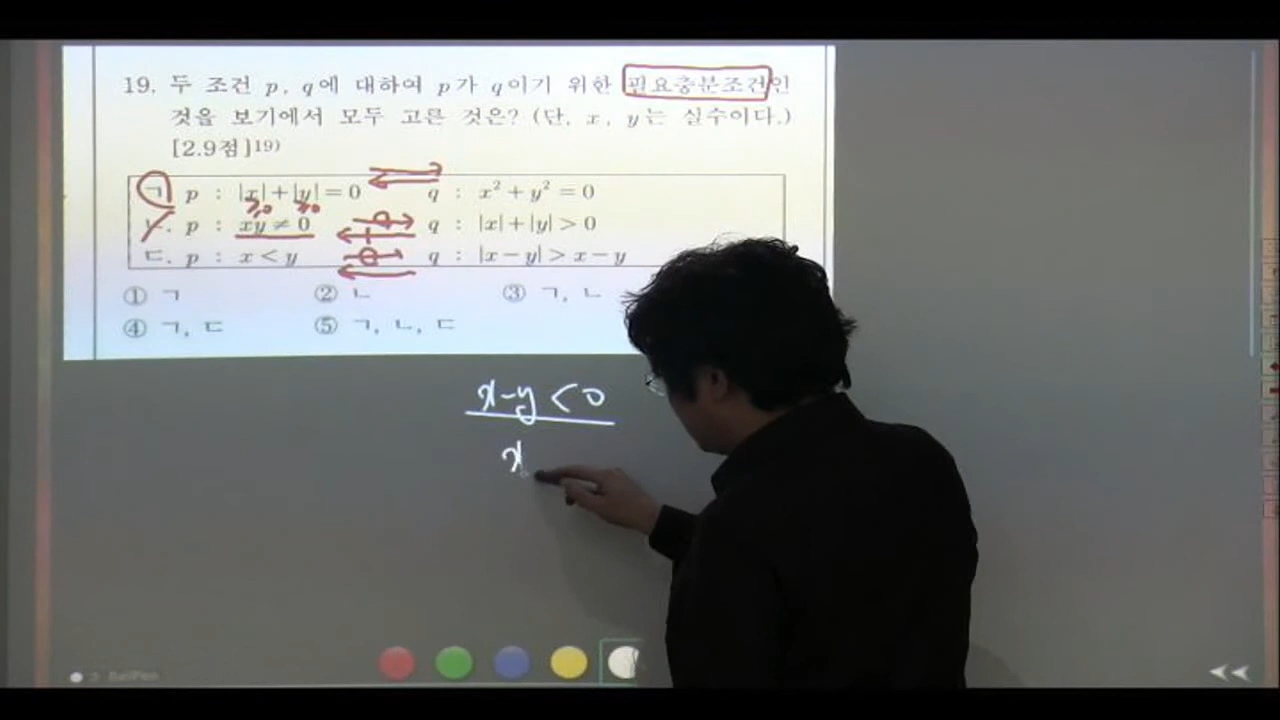 19. 두 조건 p, q에 대하여 p가 q이기 위한 필요충분조건인
것을 보기에서 모두 고른 것은? (단, x, y는 실수이다.)
[2.9점]19)
ㄱ. p : |x|+|y|=0 q : x²+y²=0
≥0 ≥0
ㄴ. p : xy≠0 q : |x|+|y|>0
ㄷ. p : x<y q : |x-y|>x-y
① ㄱ ② ㄴ ③ ㄱ, ㄴ
④ ㄱ, ㄷ ⑤ ㄱ, ㄴ, ㄷ
x-y<0
x